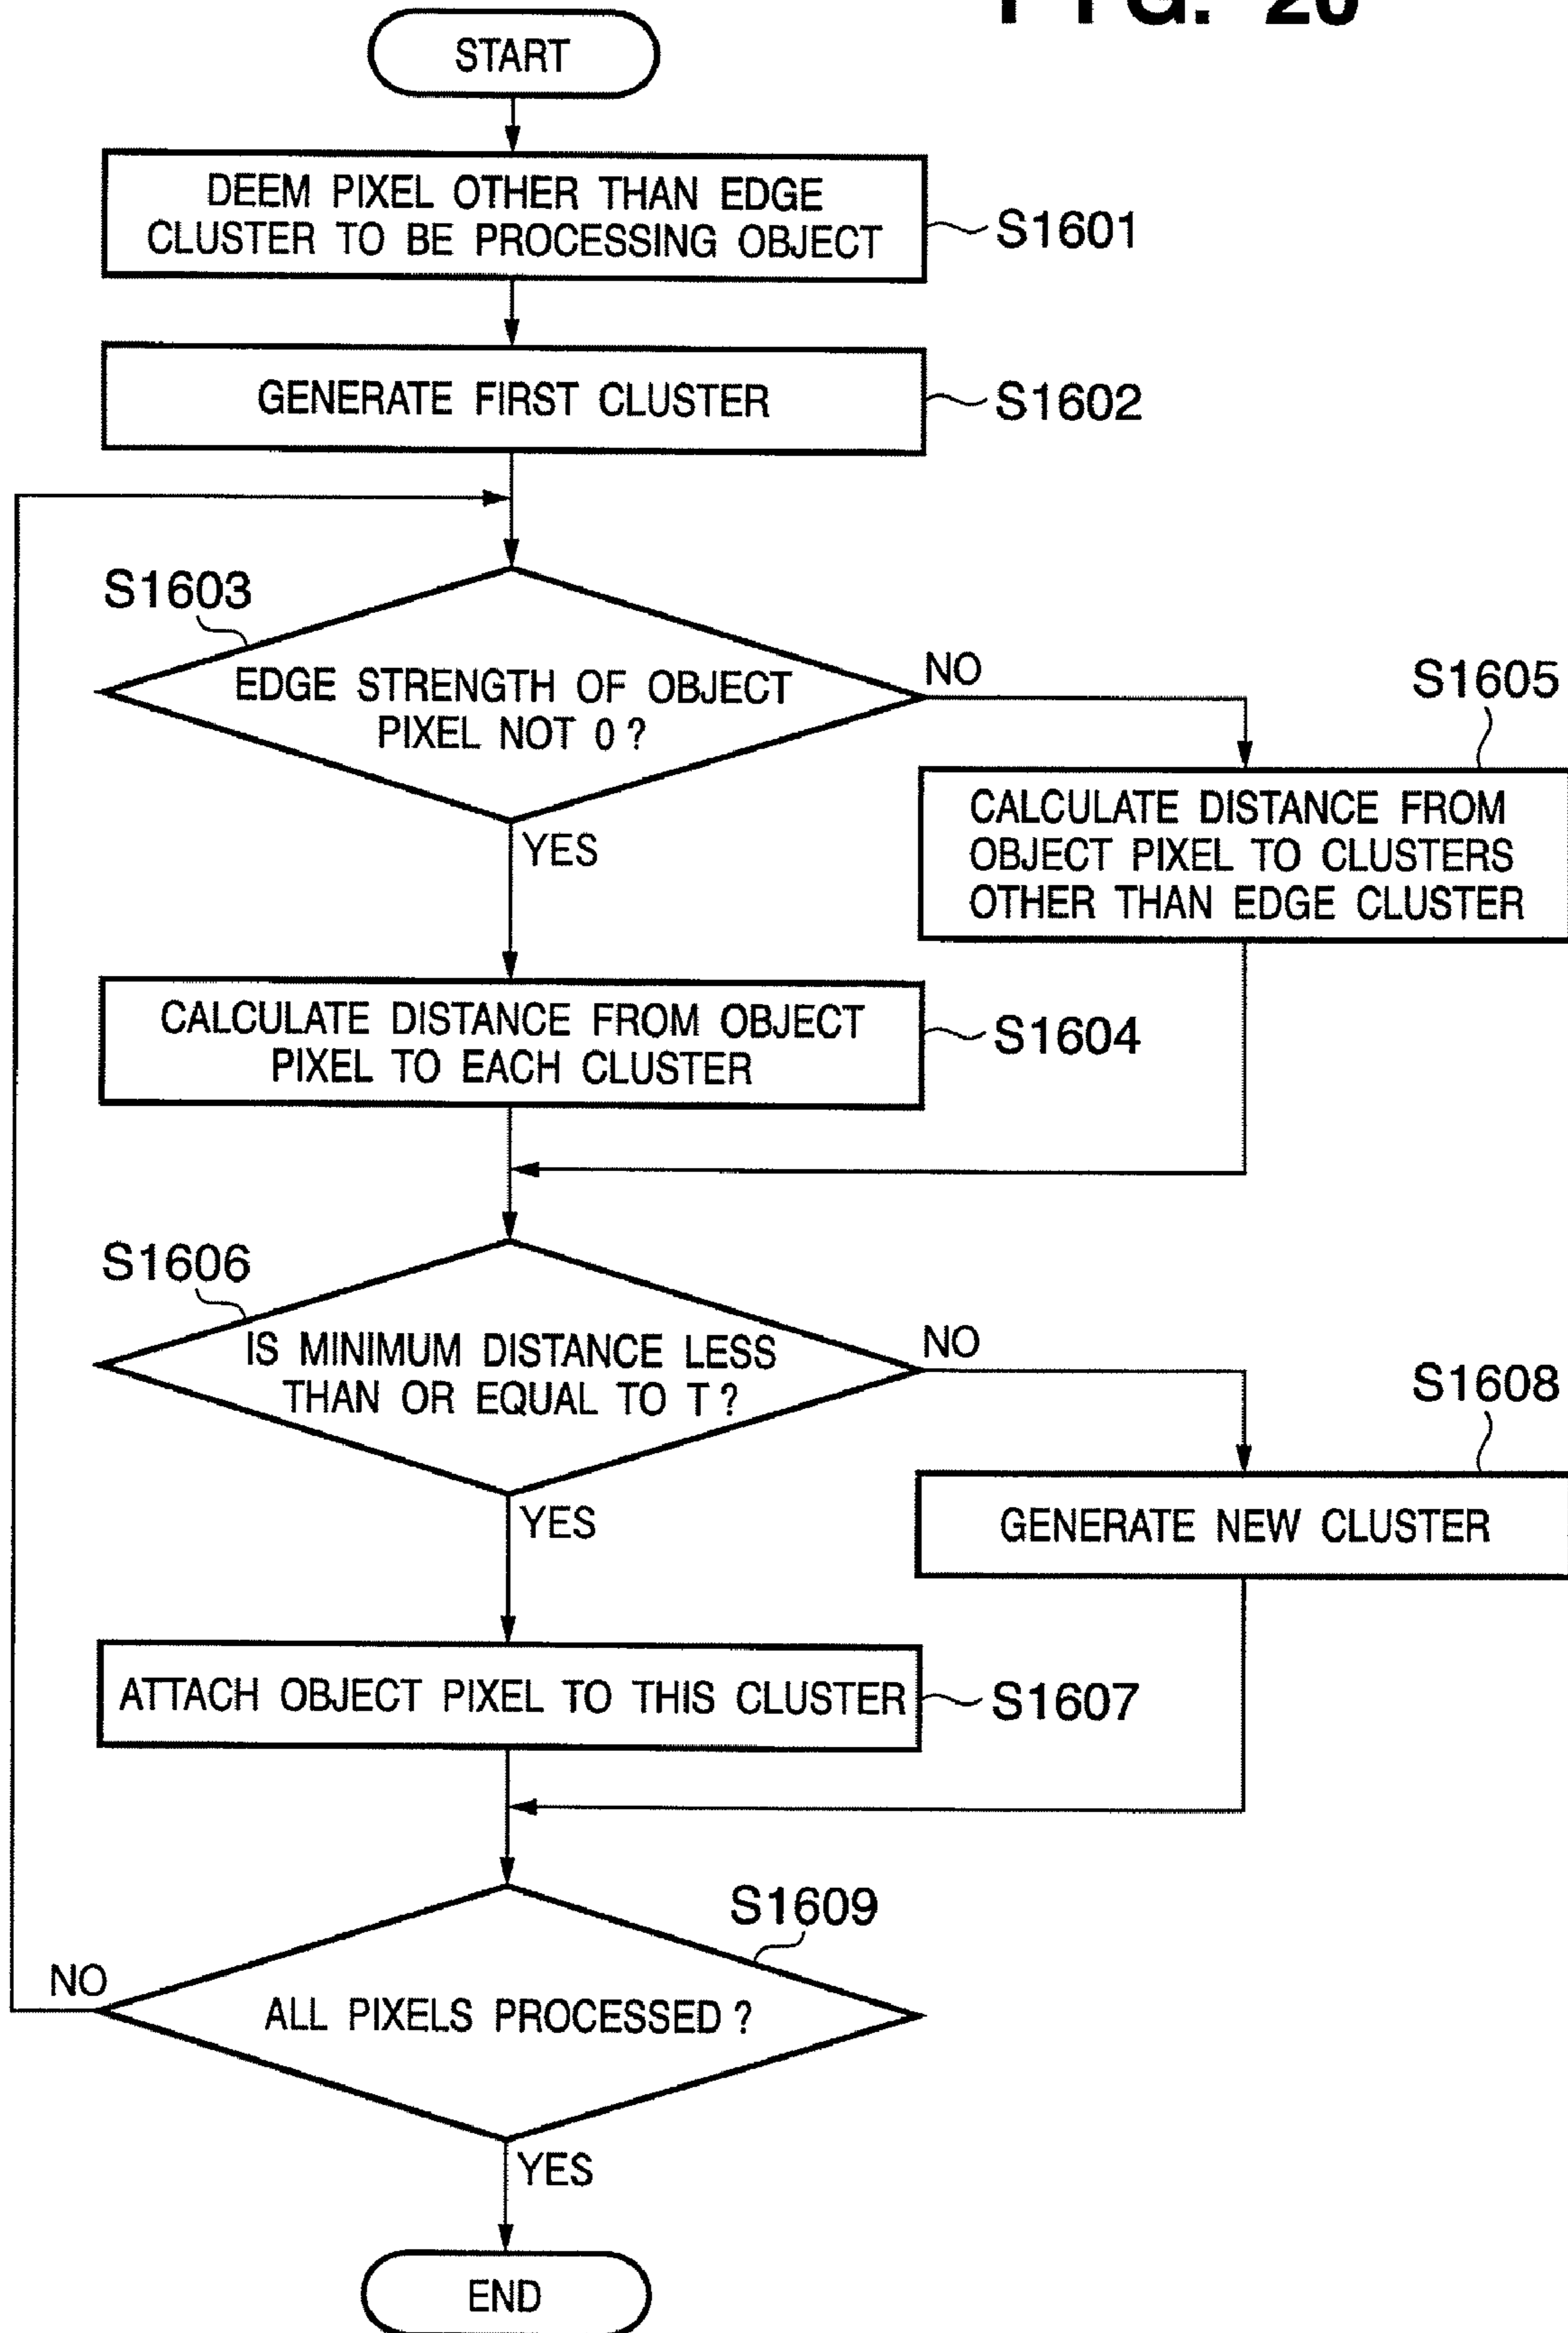 FIG. 20
START
DEEM PIXEL OTHER THAN EDGE
CLUSTER TO BE PROCESSING OBJECT
S1601
GENERATE FIRST CLUSTER
S1602
S1603
EDGE STRENGTH OF OBJECT
PIXEL NOT 0 ?
NO
YES
S1605
CALCULATE DISTANCE FROM
OBJECT PIXEL TO CLUSTERS
OTHER THAN EDGE CLUSTER
CALCULATE DISTANCE FROM OBJECT
PIXEL TO EACH CLUSTER
S1604
S1606
IS MINIMUM DISTANCE LESS
THAN OR EQUAL TO T ?
NO
YES
S1608
GENERATE NEW CLUSTER
ATTACH OBJECT PIXEL TO THIS CLUSTER
S1607
S1609
ALL PIXELS PROCESSED ?
NO
YES
END